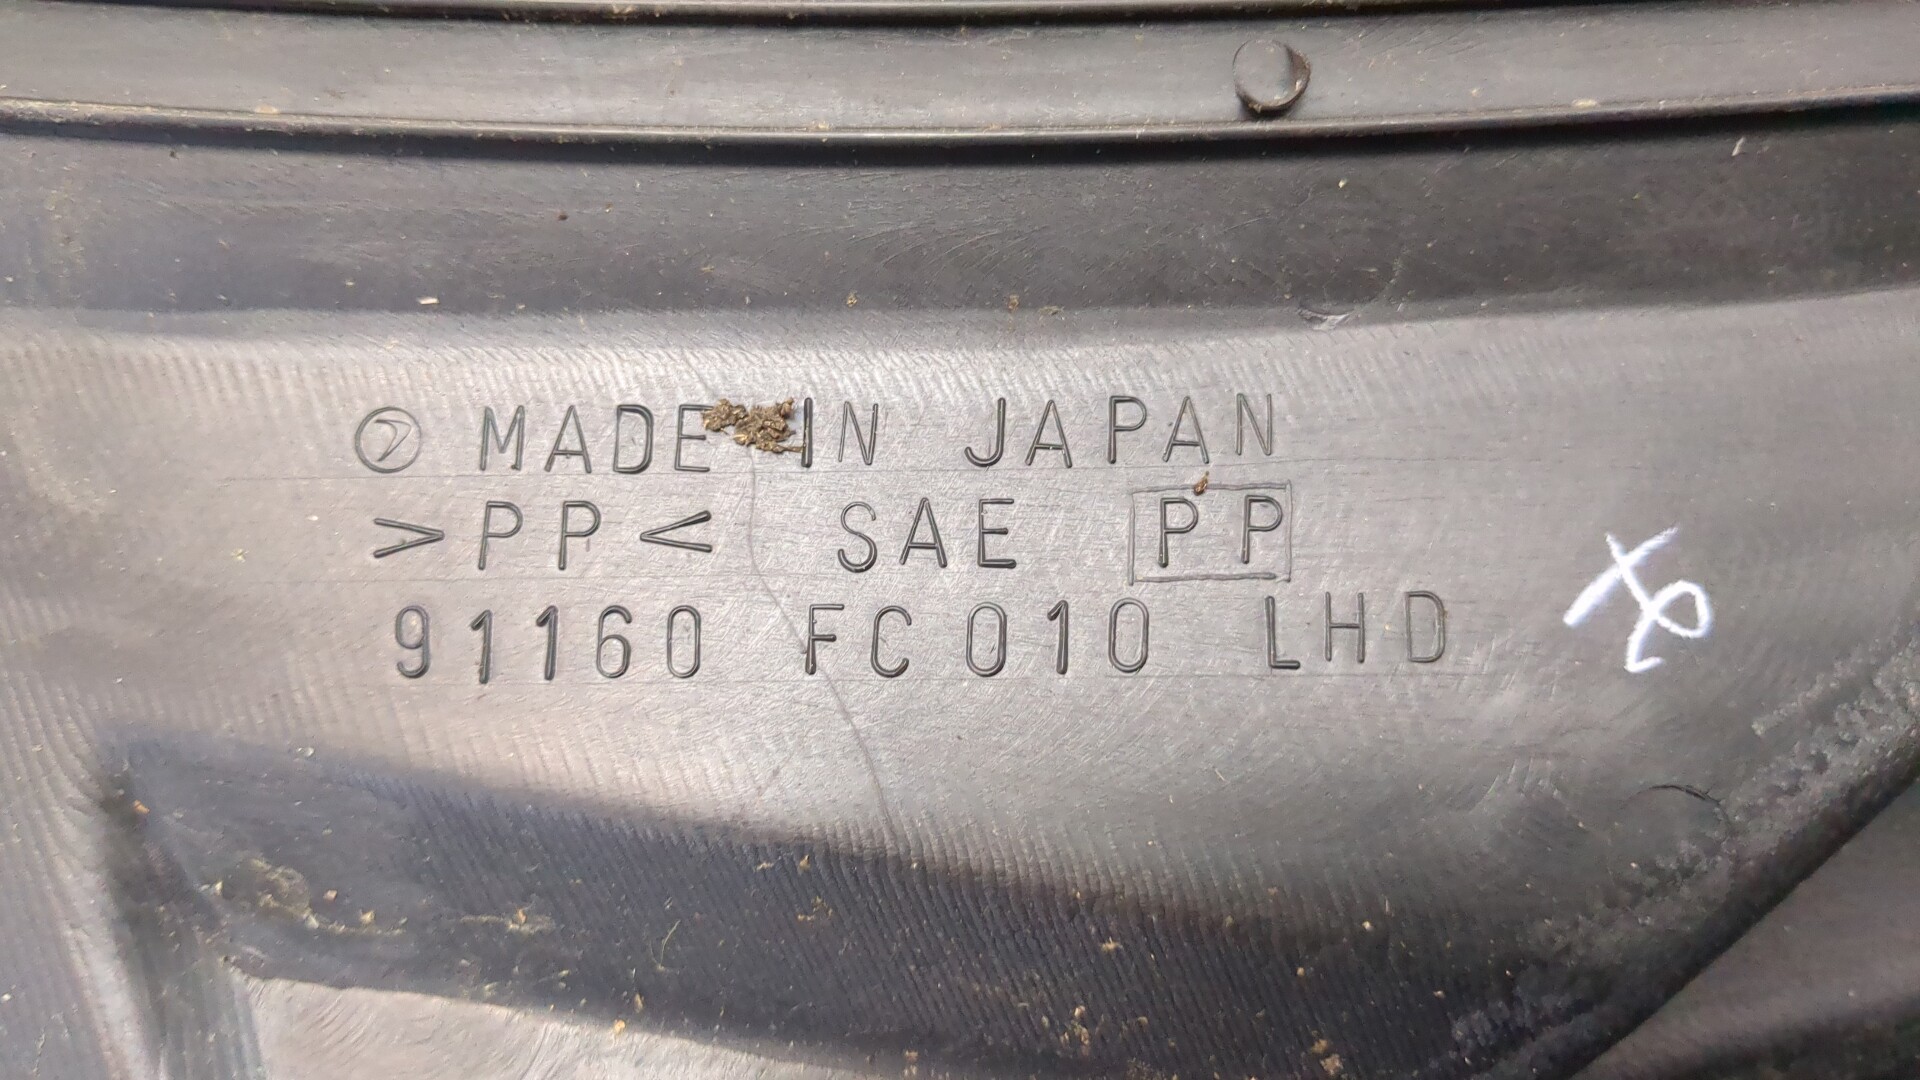 MADE IN JAPAN
>PP< SAE PP
91160 FC010 LHD